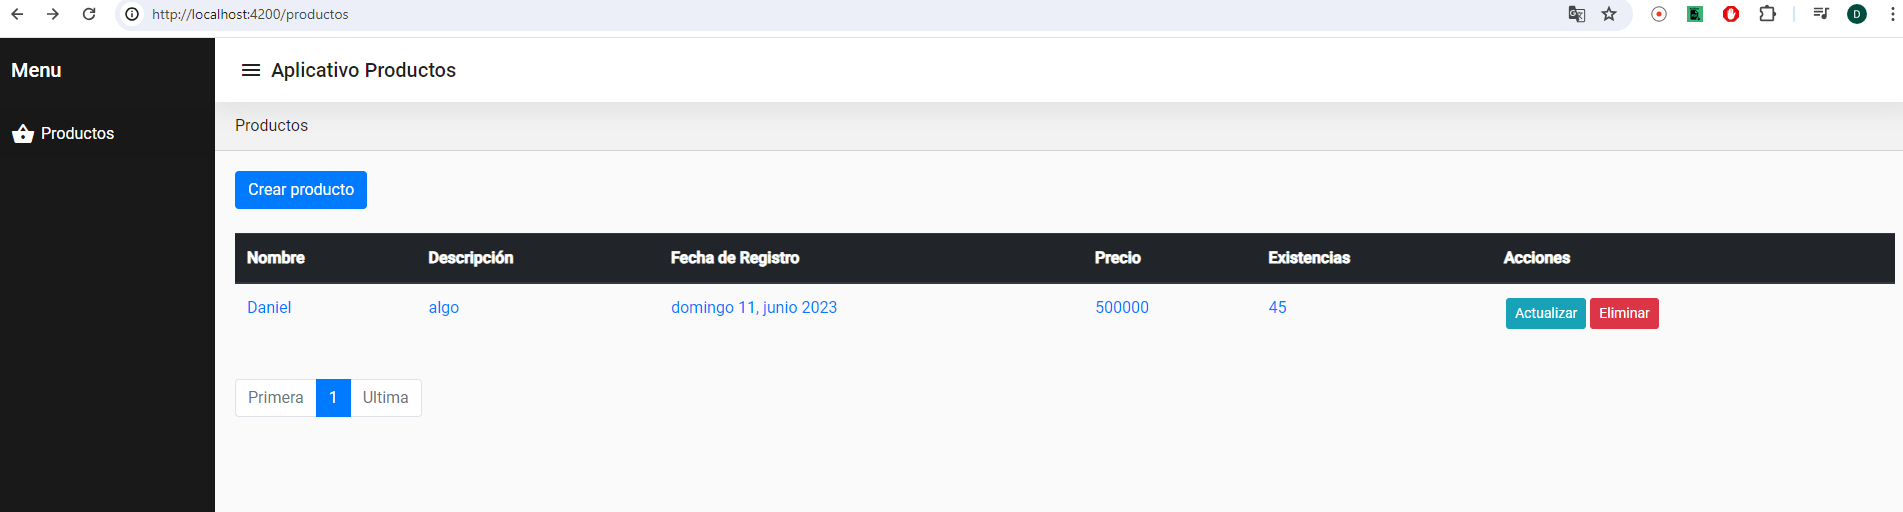 http://localhost:4200/productos
D
Menu
Aplicativo Productos
Productos
Productos
Crear producto
Nombre Descripción Fecha de Registro Precio Existencias Acciones
Daniel algo domingo 11, junio 2023 500000 45 Actualizar Eliminar
Primera 1 Ultima